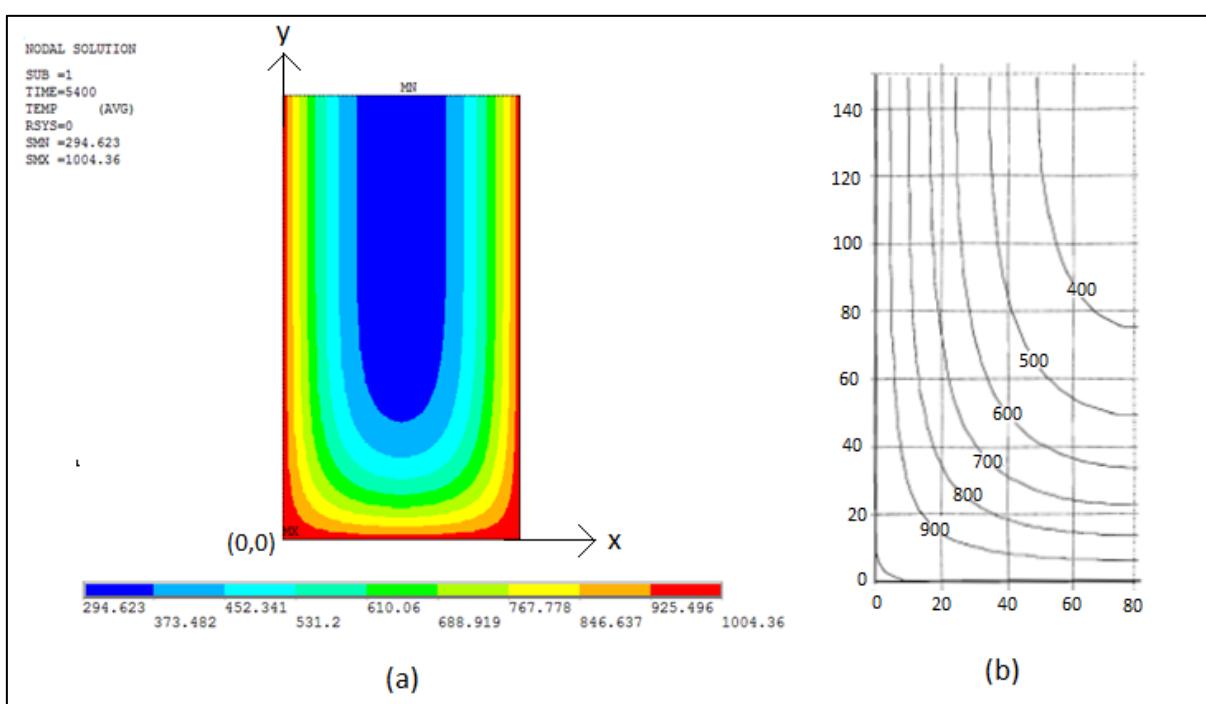 NODAL SOLUTION
SUB =1
TIME=5400
TEMP (AVG)
RSYS=0
SMN =294.623
SMX =1004.36
y
MN
MX
(0,0)
x
294.623 452.341 610.06 767.778 925.496
373.482 531.2 688.919 846.637 1004.36
(a)
140
120
100
80
60
40
20
0
400
500
600
700
800
900
0 20 40 60 80
(b)